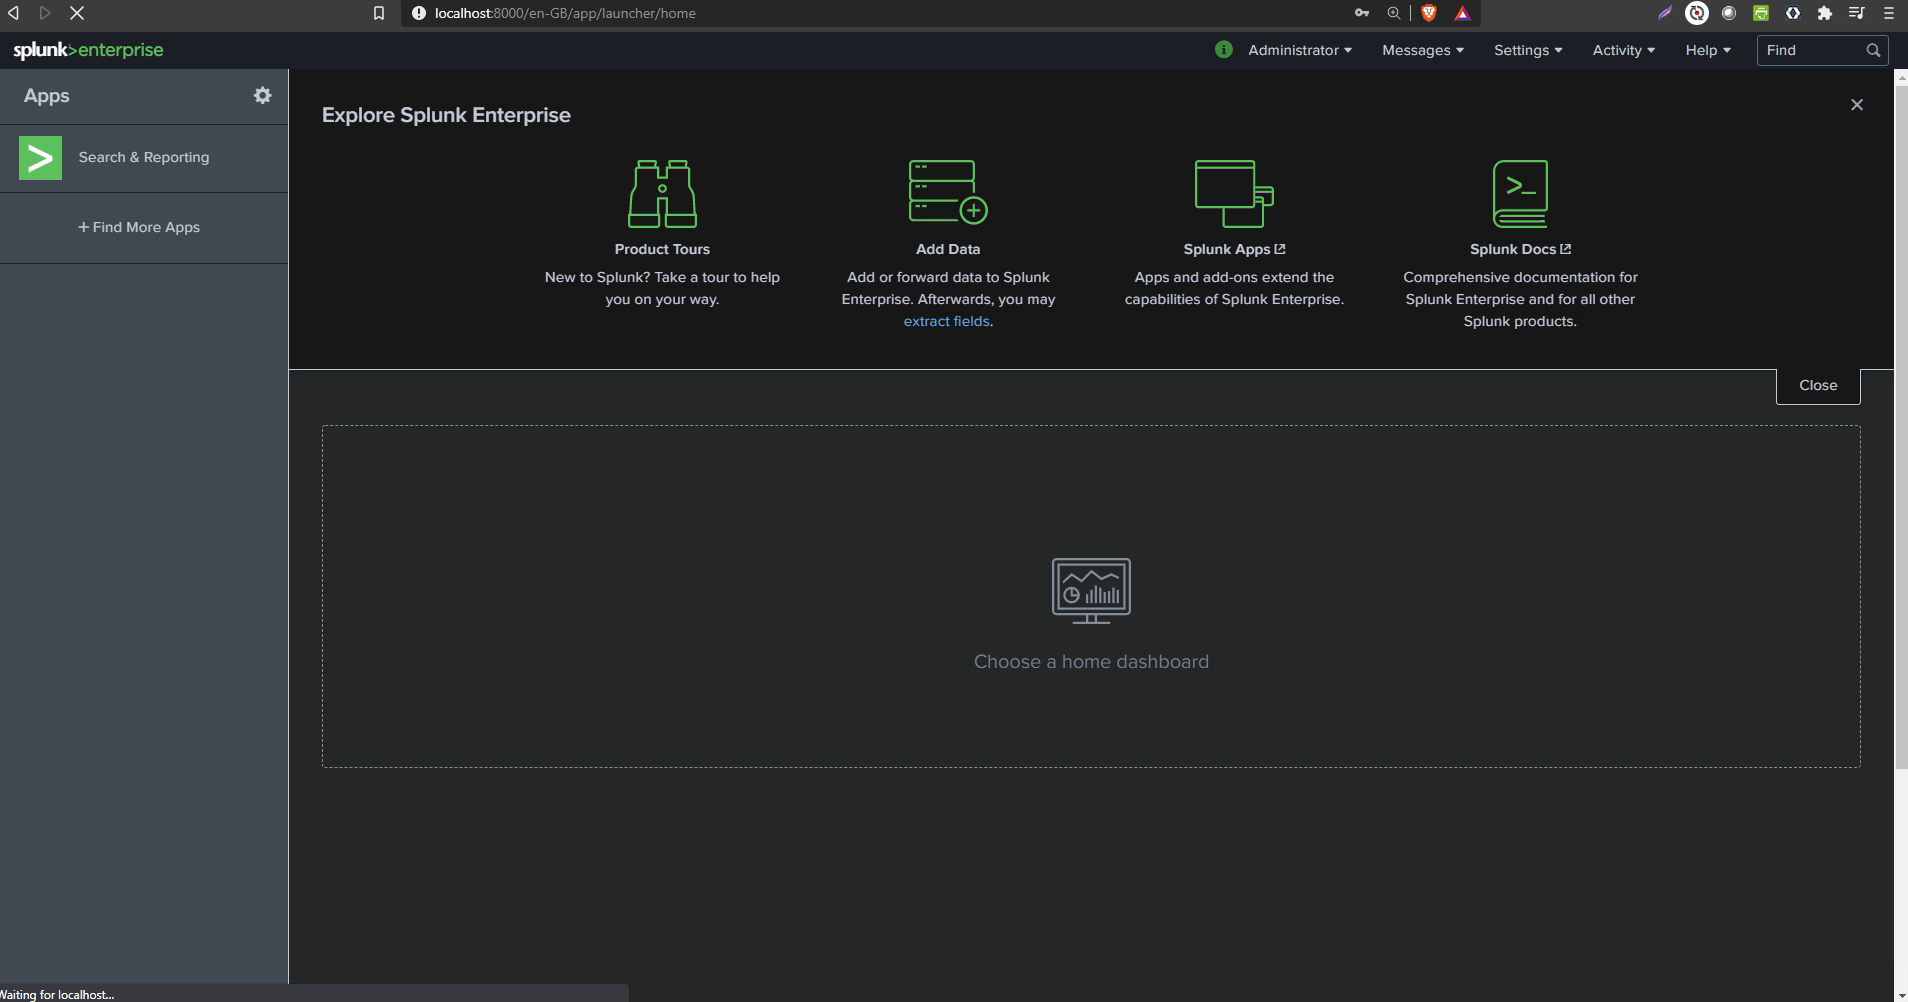 localhost:8000/en-GB/app/launcher/home
splunk>enterprise
i
Administrator
Messages
Settings
Activity
Help
Find
Apps
Search & Reporting
+ Find More Apps
Explore Splunk Enterprise
Product Tours
New to Splunk? Take a tour to help
you on your way.
Add Data
Add or forward data to Splunk
Enterprise. Afterwards, you may
extract fields.
Splunk Apps
Apps and add-ons extend the
capabilities of Splunk Enterprise.
Splunk Docs
Comprehensive documentation for
Splunk Enterprise and for all other
Splunk products.
Close
Choose a home dashboard
Waiting for localhost...